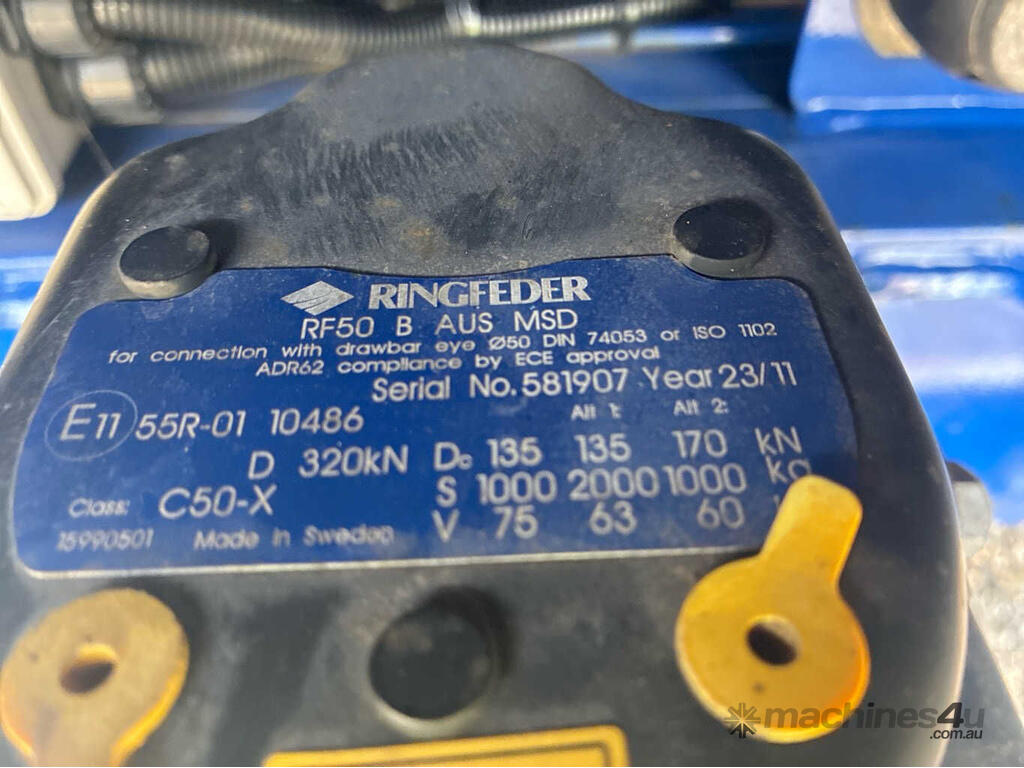 RINGFEDER
RF50 B AUS MSD
for connection with drawbar eye Ø50 DIN 74053 or ISO 1102
ADR62 compliance by ECE approval
Serial No. 581907 Year 23/11
Alt 1: Alt 2:
E11 55R-01 10486
D 320kN Dc 135 135 170 kN
S 1000 2000 1000 kg
Class: C50-X
V 75 63 60
15990501 Made in Sweden
machines4u
.com.au